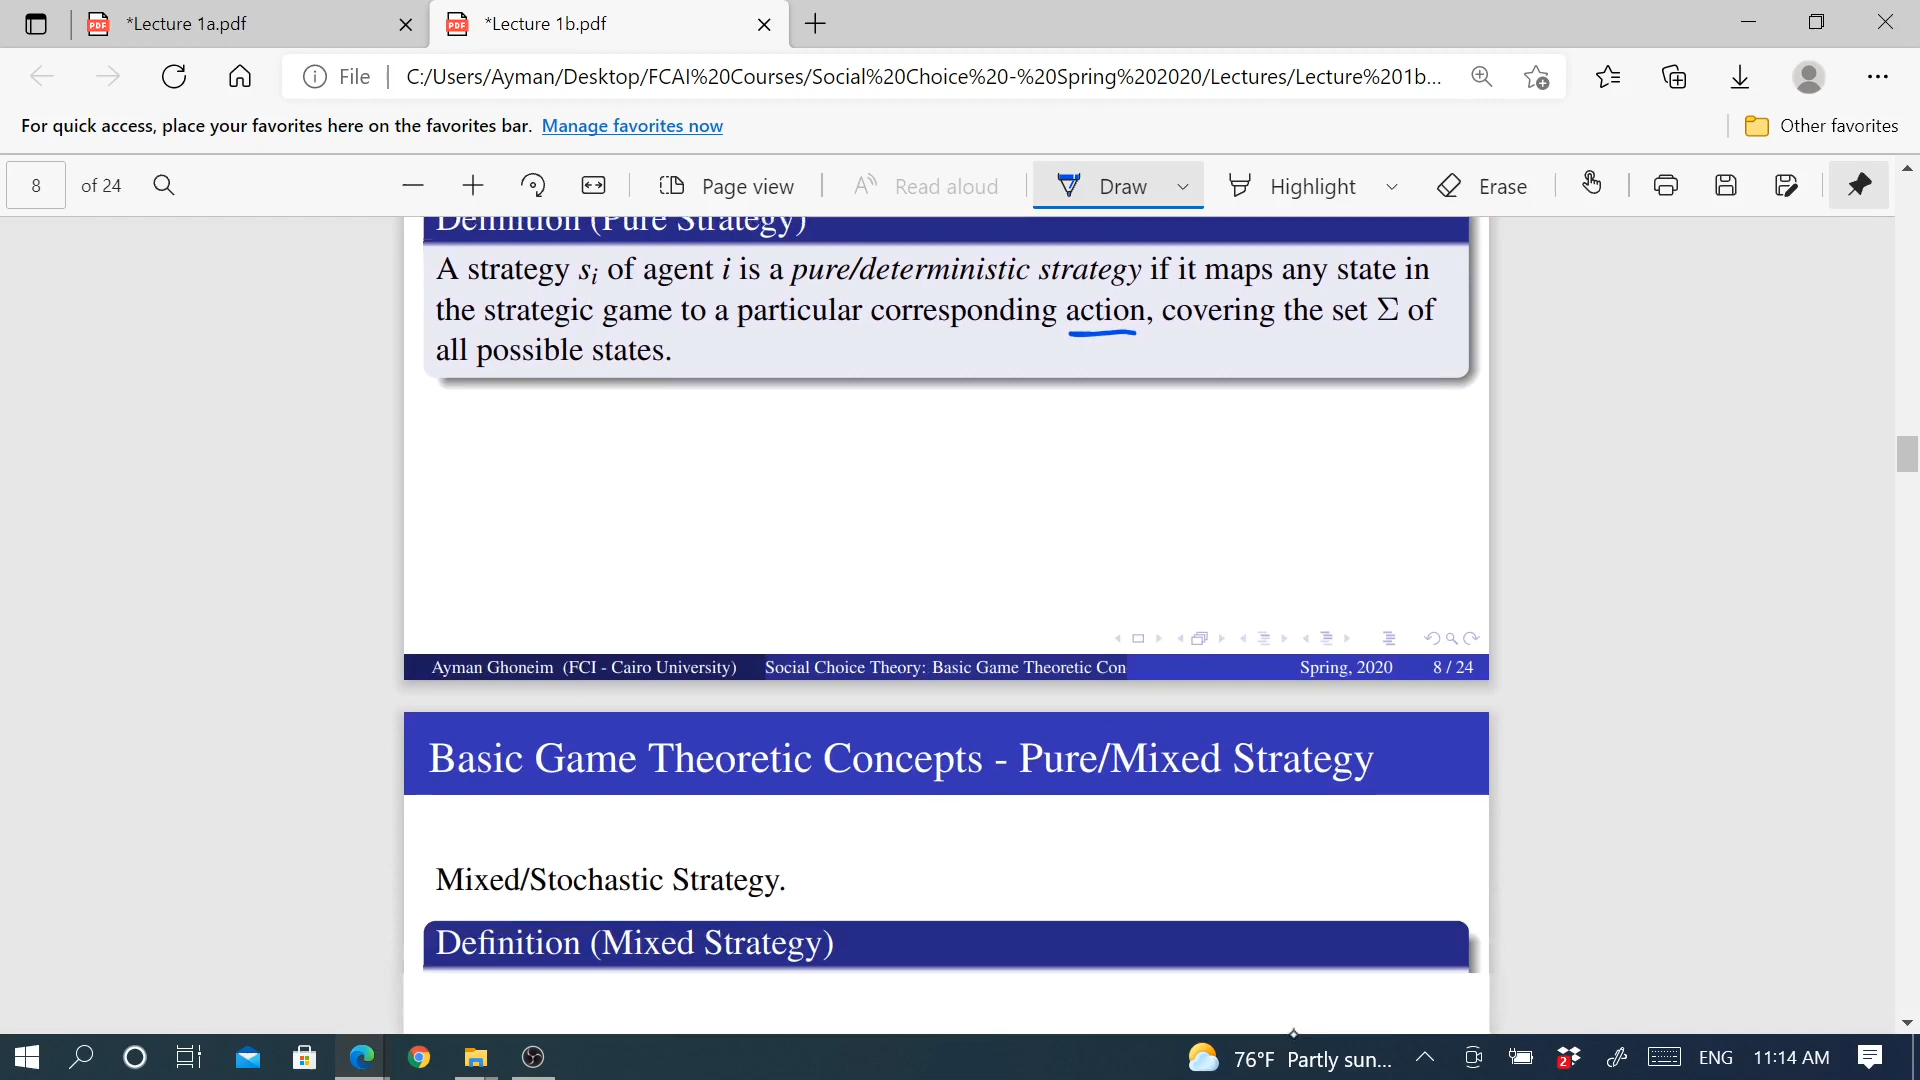 *Lecture 1a.pdf
*Lecture 1b.pdf
File
C:/Users/Ayman/Desktop/FCAI%20Courses/Social%20Choice%20-%20Spring%202020/Lectures/Lecture%201b...
For quick access, place your favorites here on the favorites bar. Manage favorites now
Other favorites
8 of 24
Page view
Read aloud
Draw
Highlight
Erase
Definition (Pure Strategy)
A strategy sᵢ of agent i is a pure/deterministic strategy if it maps any state in
the strategic game to a particular corresponding action, covering the set Σ of
all possible states.
Ayman Ghoneim (FCI - Cairo University) Social Choice Theory: Basic Game Theoretic Con Spring, 2020 8 / 24
Basic Game Theoretic Concepts - Pure/Mixed Strategy
Mixed/Stochastic Strategy.
Definition (Mixed Strategy)
76°F Partly sun... 2 ENG 11:14 AM